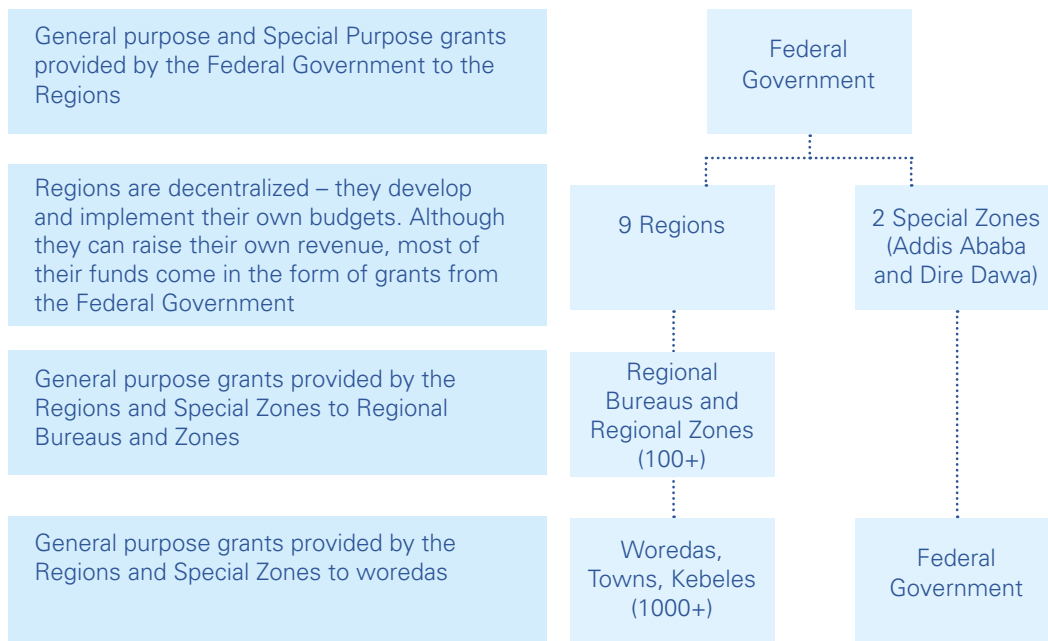 General purpose and Special Purpose grants
provided by the Federal Government to the
Regions
Federal
Government
Regions are decentralized – they develop
and implement their own budgets. Although
they can raise their own revenue, most of
their funds come in the form of grants from
the Federal Government
9 Regions
2 Special Zones
(Addis Ababa
and Dire Dawa)
General purpose grants provided by the
Regions and Special Zones to Regional
Bureaus and Zones
Regional
Bureaus and
Regional Zones
(100+)
General purpose grants provided by the
Regions and Special Zones to woredas
Woredas,
Towns, Kebeles
(1000+)
Federal
Government